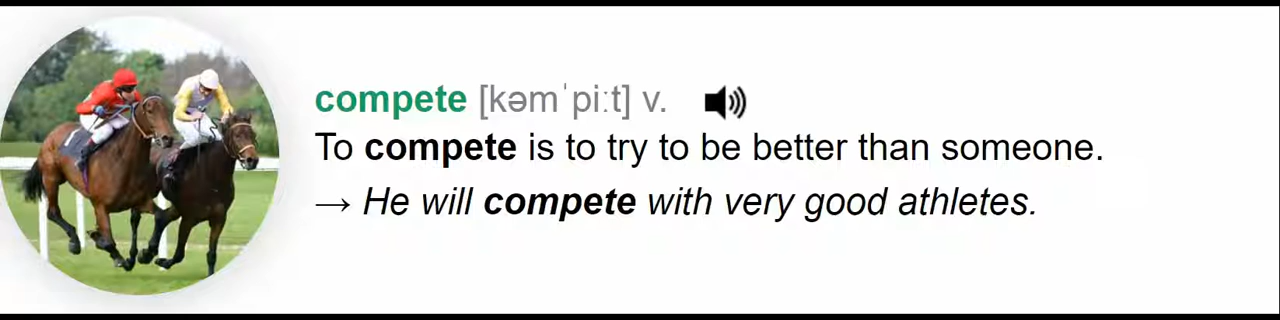 compete [kəmˈpiːt] v.
To compete is to try to be better than someone.
→ He will compete with very good athletes.